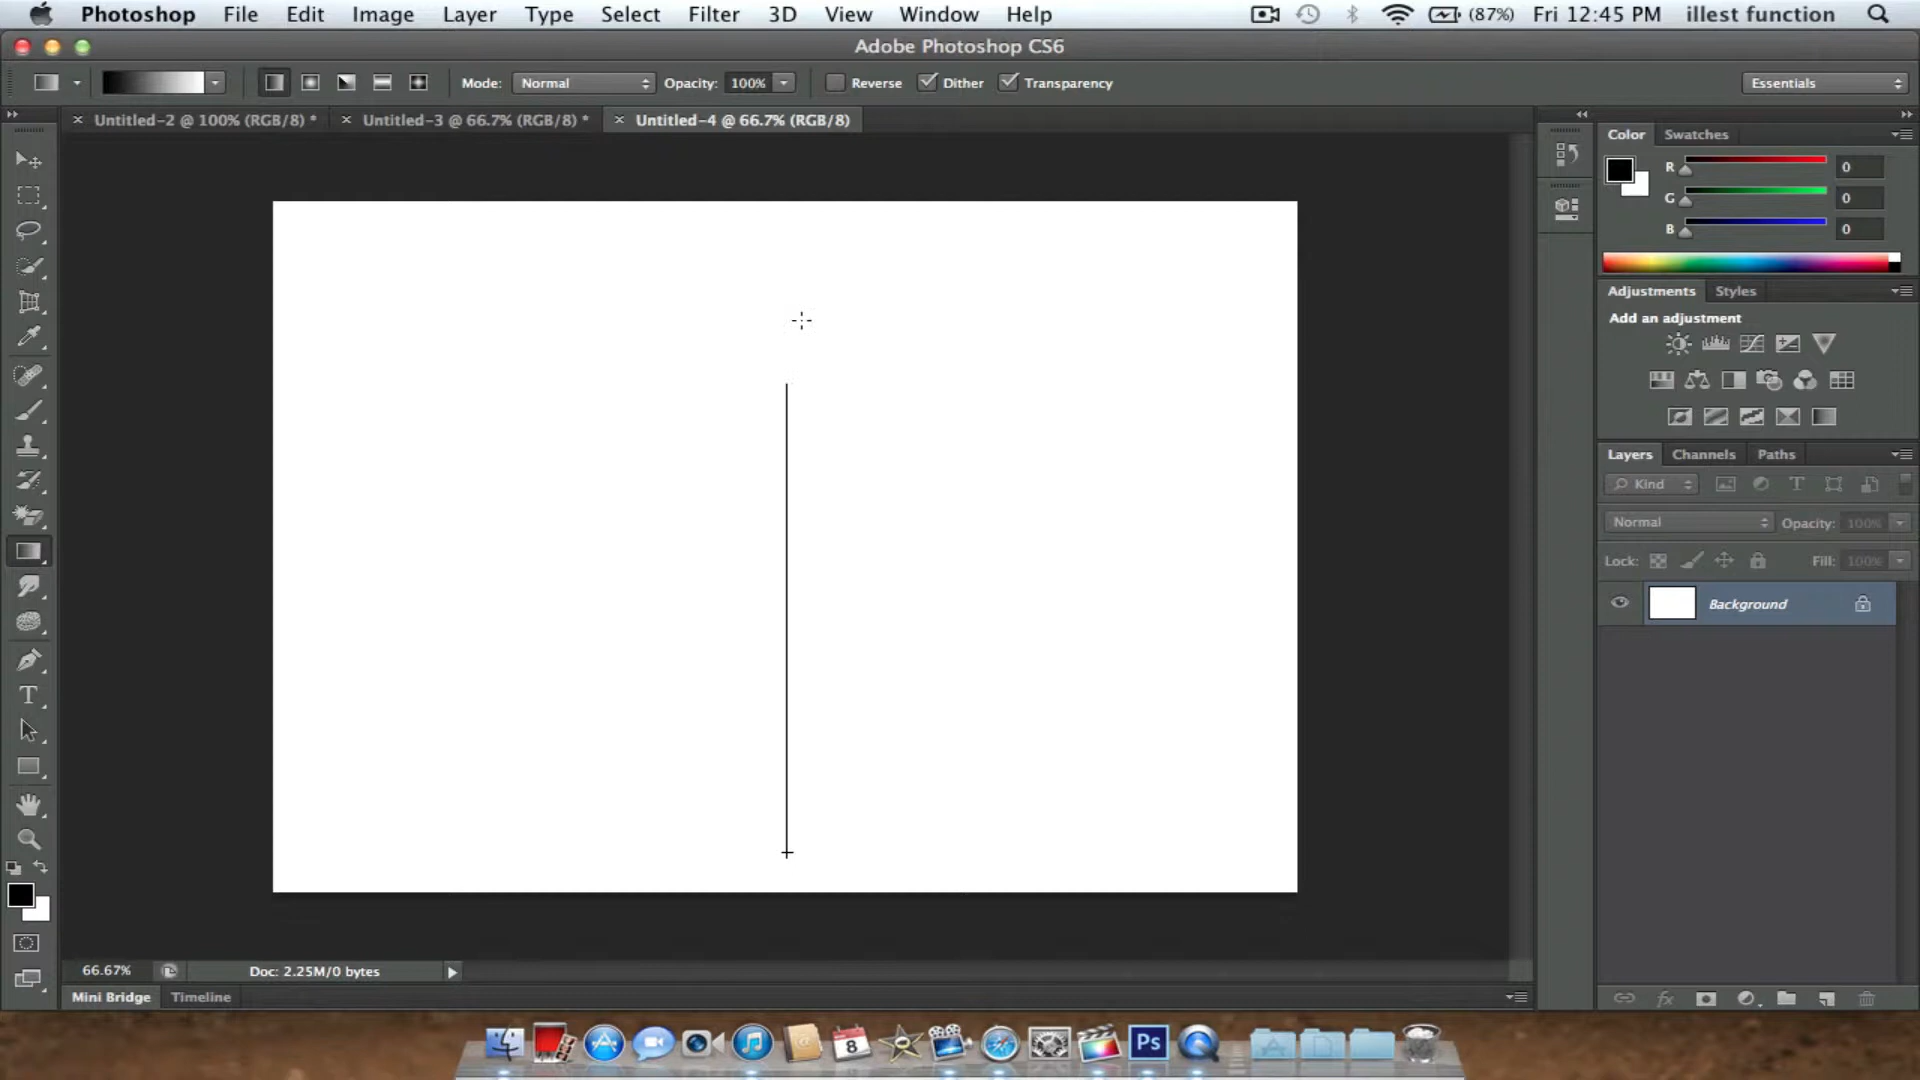 Photoshop File Edit Image Layer Type Select Filter 3D View Window Help (87%) Fri 12:45 PM illest function
Adobe Photoshop CS6
Mode: Normal Opacity: 100% Reverse Dither Transparency Essentials
Untitled-2 @ 100% (RGB/8) * Untitled-3 @ 66.7% (RGB/8) * Untitled-4 @ 66.7% (RGB/8)
Color Swatches
R 0
G 0
B 0
Adjustments Styles
Add an adjustment
Layers Channels Paths
Kind
Normal Opacity: 100%
Lock: Fill: 100%
Background
66.67% Doc: 2.25M/0 bytes
Mini Bridge Timeline
8
Ps